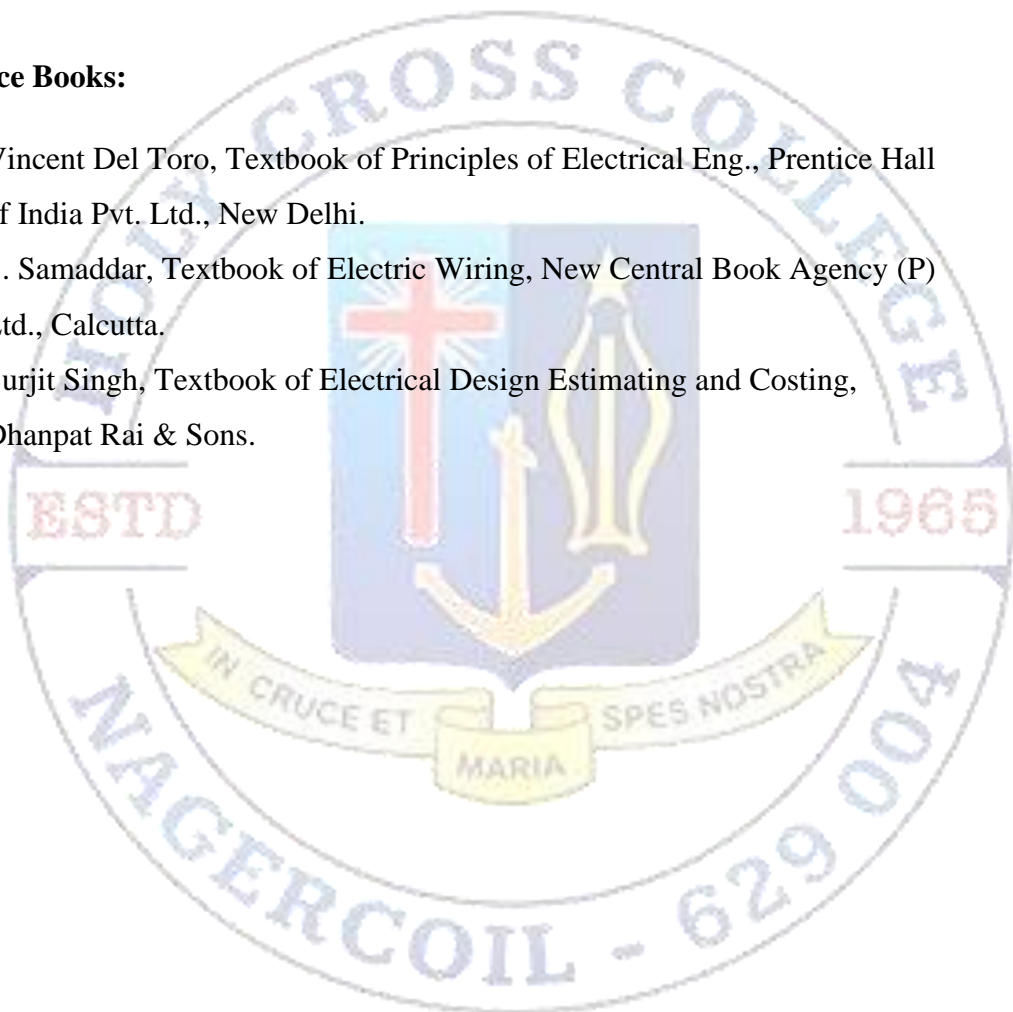 ce Books:
Vincent Del Toro, Textbook of Principles of Electrical Eng., Prentice Hall
f India Pvt. Ltd., New Delhi.
. Samaddar, Textbook of Electric Wiring, New Central Book Agency (P)
Ltd., Calcutta.
urjit Singh, Textbook of Electrical Design Estimating and Costing,
Dhanpat Rai & Sons.
HOLY CROSS COLLEGE
ESTD 1965
IN CRUCE ET MARIA SPES NOSTRA
NAGERCOIL - 629 004